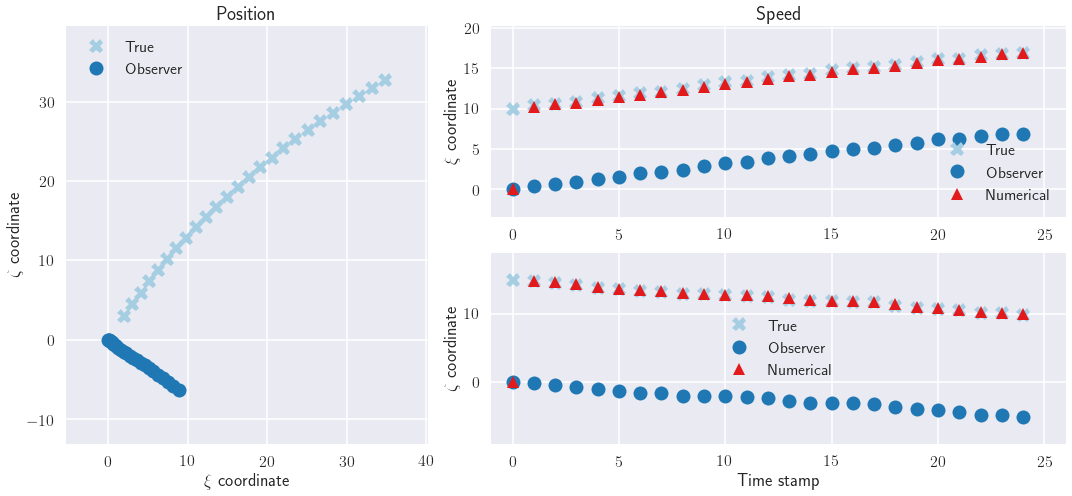 Position
True
Observer
ζ coordinate
30
20
10
0
−10
0
10
20
30
40
ξ coordinate
Speed
ξ coordinate
20
15
10
5
0
True
Observer
Numerical
0
5
10
15
20
25
ζ coordinate
10
0
True
Observer
Numerical
0
5
10
15
20
25
Time stamp